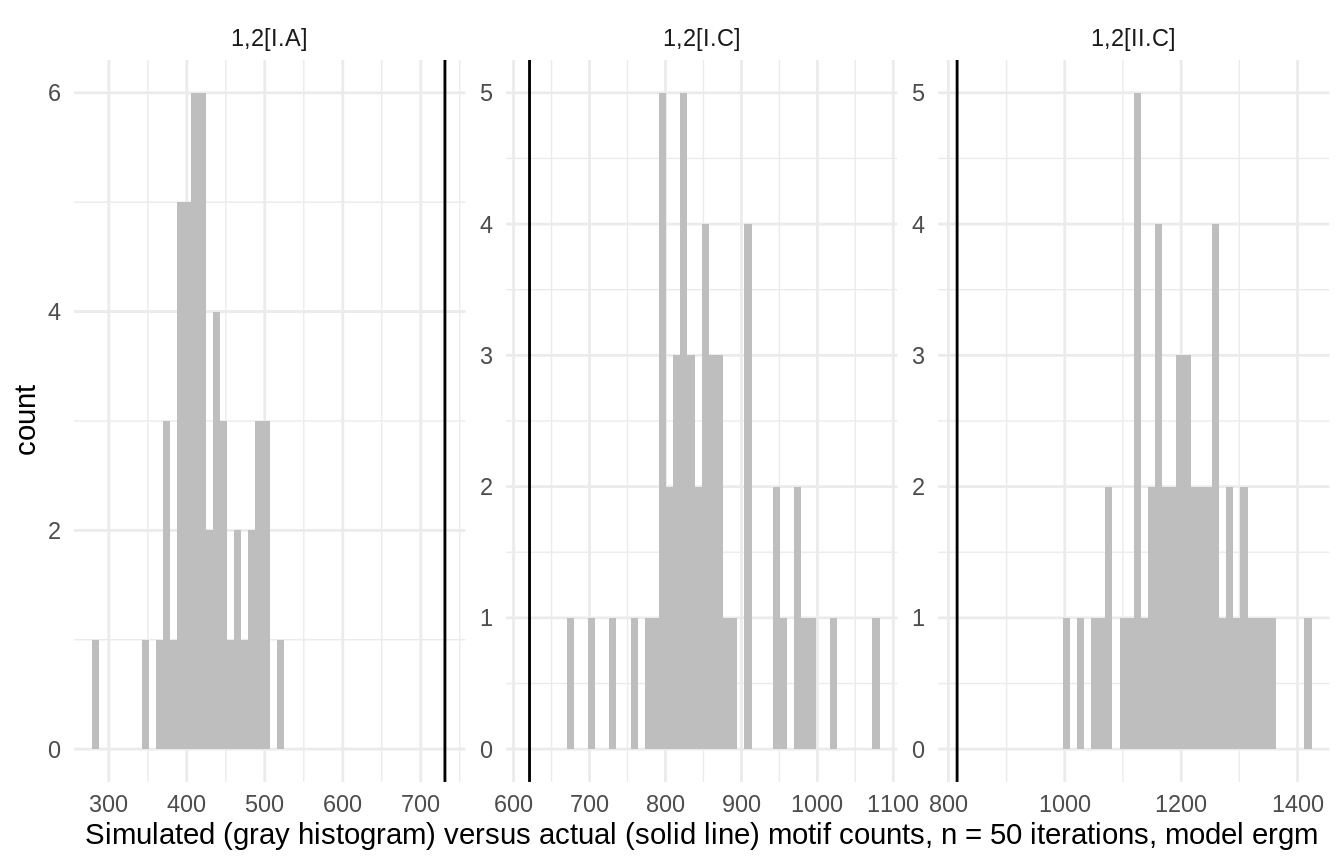 1,2[I.A] 1,2[I.C] 1,2[II.C]
6 5 5
4 4
4
3 3
count
2 2
2
1 1
0 0 0
300 400 500 600 700 600 700 800 900 1000 1100 800 1000 1200 1400
Simulated (gray histogram) versus actual (solid line) motif counts, n = 50 iterations, model ergm